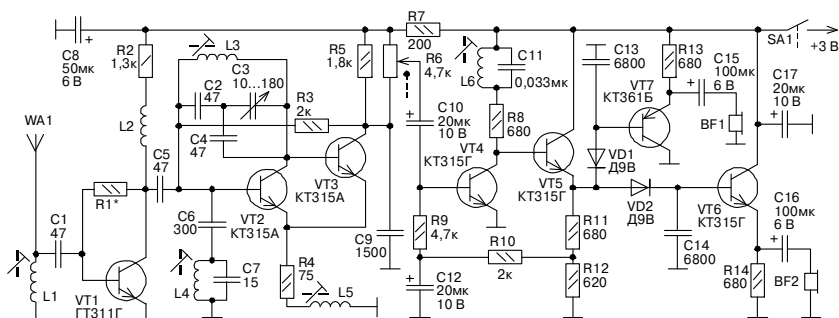 C8
50мк
6 В
R2
1,3к
L3
C2
47
C3
10...180
C4
47
R3
2к
R5
1,8к
R7
200
R6
4,7к
L6
C11
0,033мк
C13
6800
R13
680
C15
100мк
6 В
SA1
+3 В
C17
20мк
10 В
WA1
L2
C5
47
R1*
C1
47
L1
VT1
ГТ311Г
C6
300
L4
C7
15
VT2
КТ315А
VT3
КТ315А
R4
75
L5
C9
1500
C10
20мк
10 В
R8
680
VT4
КТ315Г
VT5
КТ315Г
R9
4,7к
R10
2к
C12
20мк
10 В
R11
680
R12
620
VT7
КТ361Б
VD1
Д9В
VD2
Д9В
C14
6800
BF1
VT6
КТ315Г
C16
100мк
6 В
R14
680
BF2